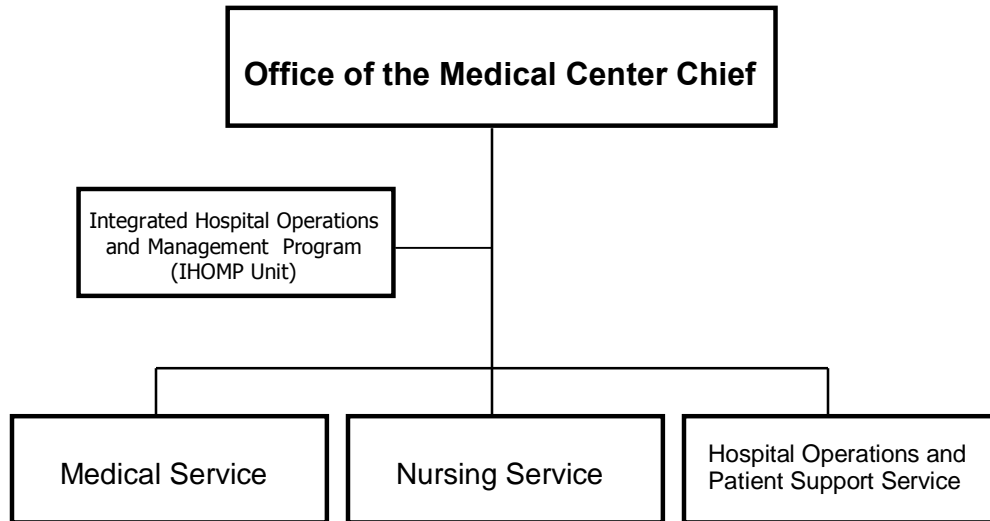 Office of the Medical Center Chief
Integrated Hospital Operations
and Management Program
(IHOMP Unit)
Medical Service
Nursing Service
Hospital Operations and
Patient Support Service